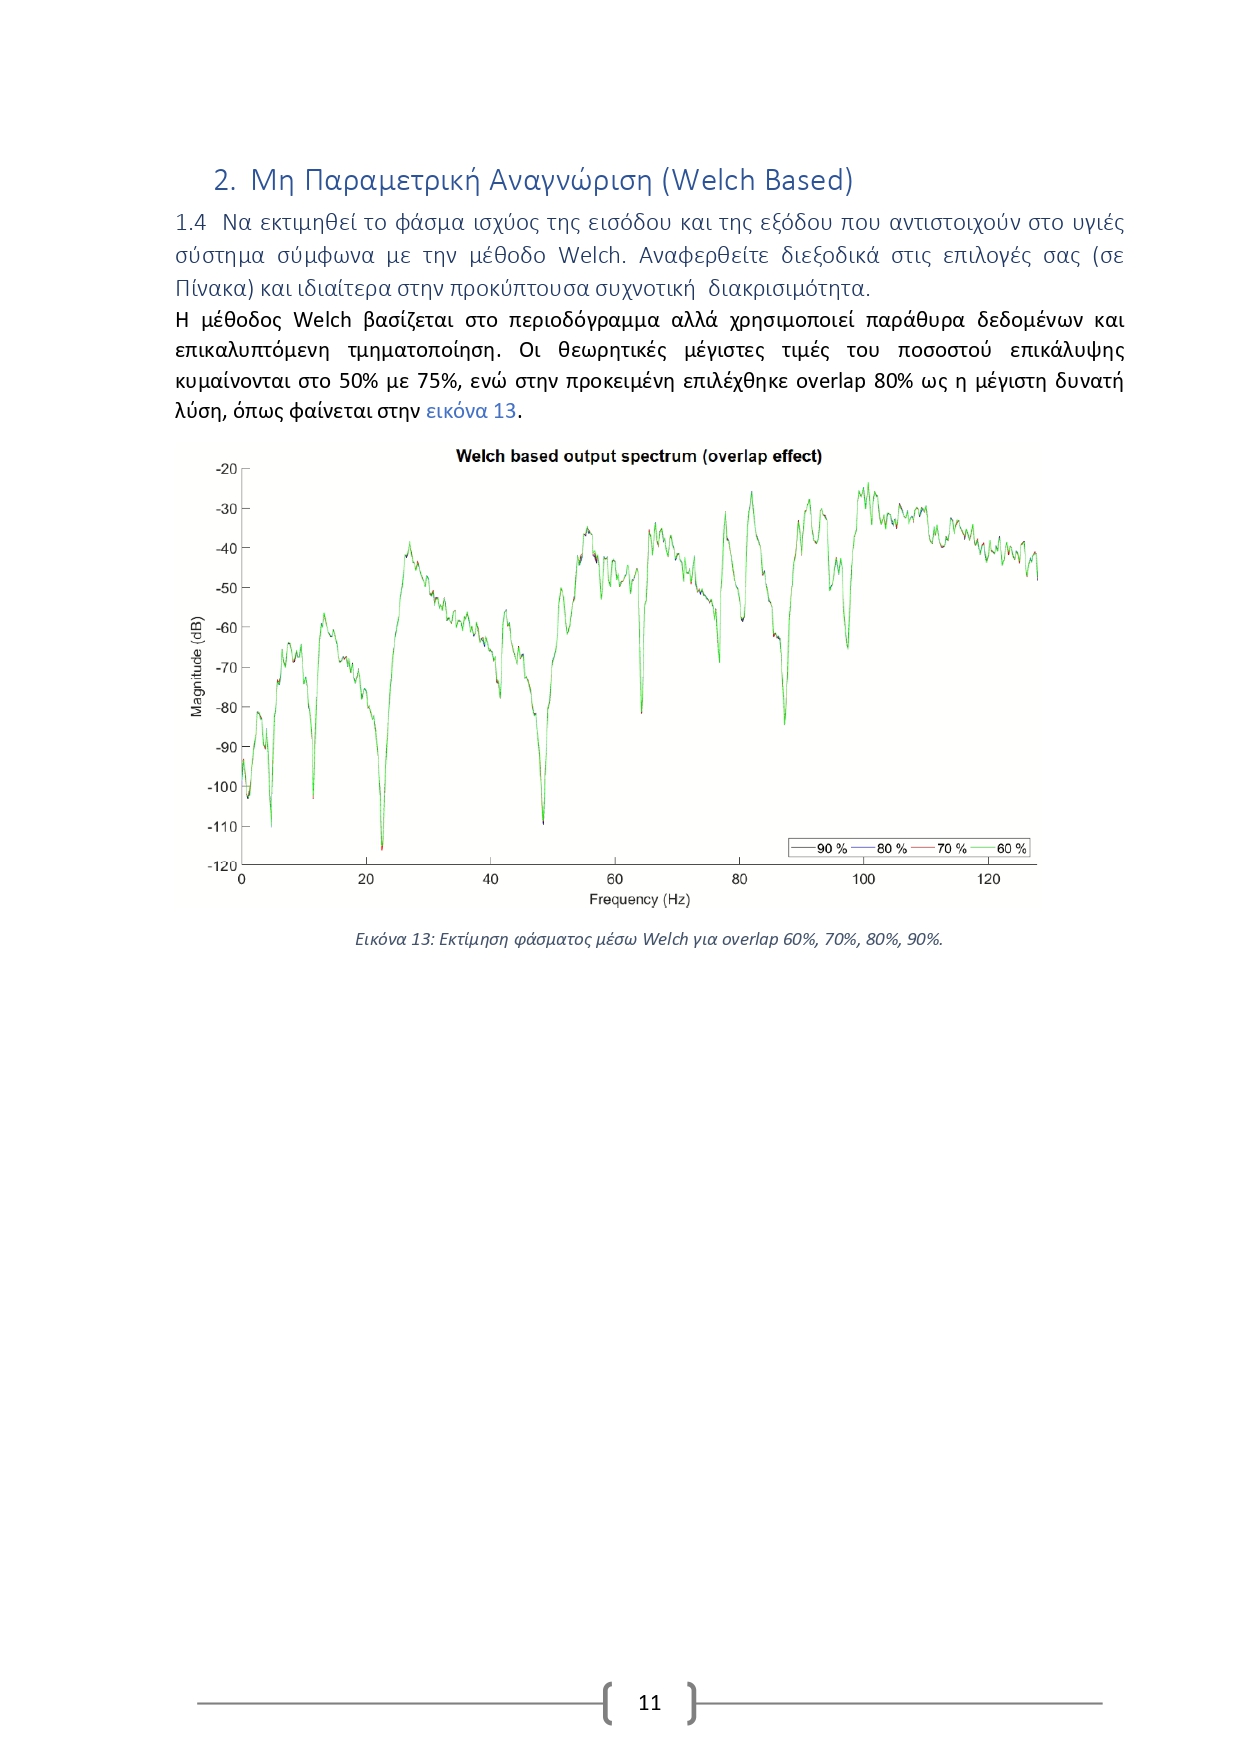 2. Μη Παραμετρική Αναγνώριση (Welch Based)
1.4 Να εκτιμηθεί το φάσμα ισχύος της εισόδου και της εξόδου που αντιστοιχούν στο υγιές
σύστημα σύμφωνα με την μέθοδο Welch. Αναφερθείτε διεξοδικά στις επιλογές σας (σε
Πίνακα) και ιδιαίτερα στην προκύπτουσα συχνοτική διακρισιμότητα.
Η μέθοδος Welch βασίζεται στο περιοδόγραμμα αλλά χρησιμοποιεί παράθυρα δεδομένων και
επικαλυπτόμενη τμηματοποίηση. Οι θεωρητικές μέγιστες τιμές του ποσοστού επικάλυψης
κυμαίνονται στο 50% με 75%, ενώ στην προκειμένη επιλέχθηκε overlap 80% ως η μέγιστη δυνατή
λύση, όπως φαίνεται στην εικόνα 13.
Welch based output spectrum (overlap effect)
-20
-30
-40
-50
-60
-70
-80
-90
-100
-110
-120
Magnitude (dB)
90 % 80 % 70 % 60 %
0 20 40 60 80 100 120
Frequency (Hz)
Εικόνα 13: Εκτίμηση φάσματος μέσω Welch για overlap 60%, 70%, 80%, 90%.
11